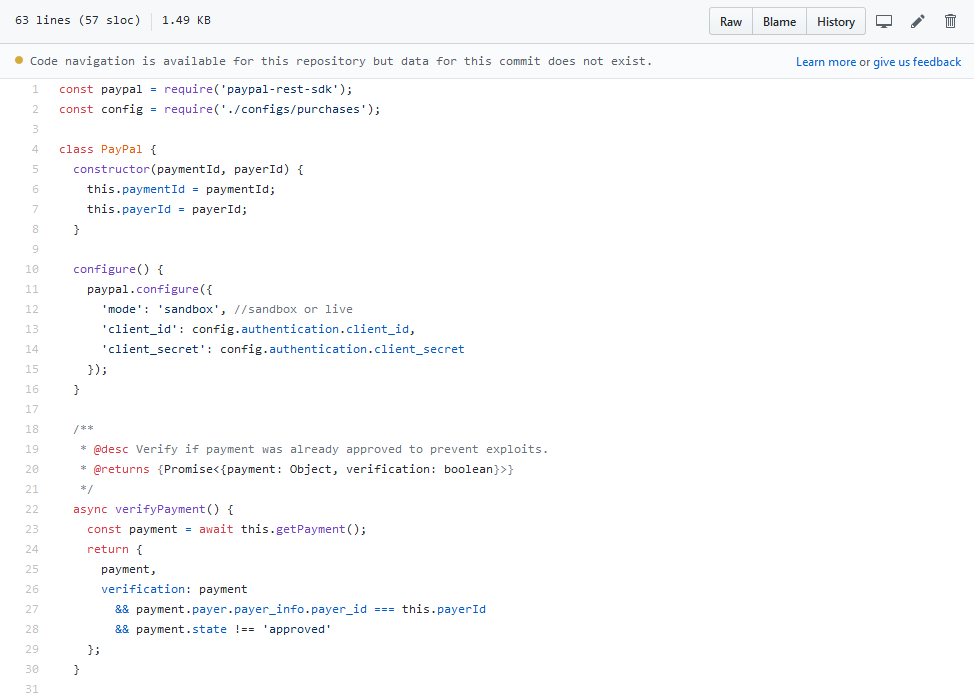 63 lines (57 sloc) 1.49 KB Raw Blame History
Code navigation is available for this repository but data for this commit does not exist. Learn more or give us feedback
1 const paypal = require('paypal-rest-sdk');
2 const config = require('./configs/purchases');
3
4 class PayPal {
5 constructor(paymentId, payerId) {
6 this.paymentId = paymentId;
7 this.payerId = payerId;
8 }
9
10 configure() {
11 paypal.configure({
12 'mode': 'sandbox', //sandbox or live
13 'client_id': config.authentication.client_id,
14 'client_secret': config.authentication.client_secret
15 });
16 }
17
18 /**
19 * @desc Verify if payment was already approved to prevent exploits.
20 * @returns {Promise<{payment: Object, verification: boolean}>}
21 */
22 async verifyPayment() {
23 const payment = await this.getPayment();
24 return {
25 payment,
26 verification: payment
27 && payment.payer.payer_info.payer_id === this.payerId
28 && payment.state !== 'approved'
29 };
30 }
31